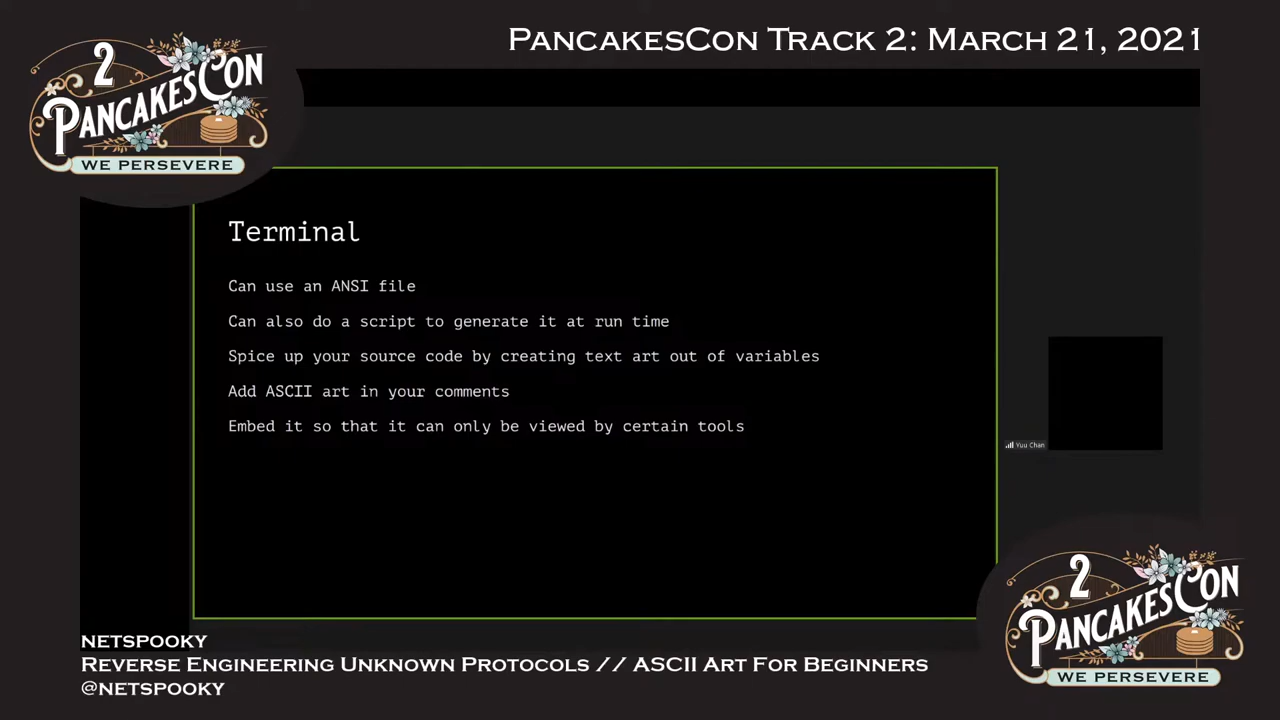 PancakesCon Track 2: March 21, 2021
2
PancakesCon
WE PERSEVERE
Terminal
Can use an ANSI file
Can also do a script to generate it at run time
Spice up your source code by creating text art out of variables
Add ASCII art in your comments
Embed it so that it can only be viewed by certain tools
Yuu Chan
netspooky
Reverse Engineering Unknown Protocols // ASCII Art For Beginners
@netspooky
2
PancakesCon
WE PERSEVERE